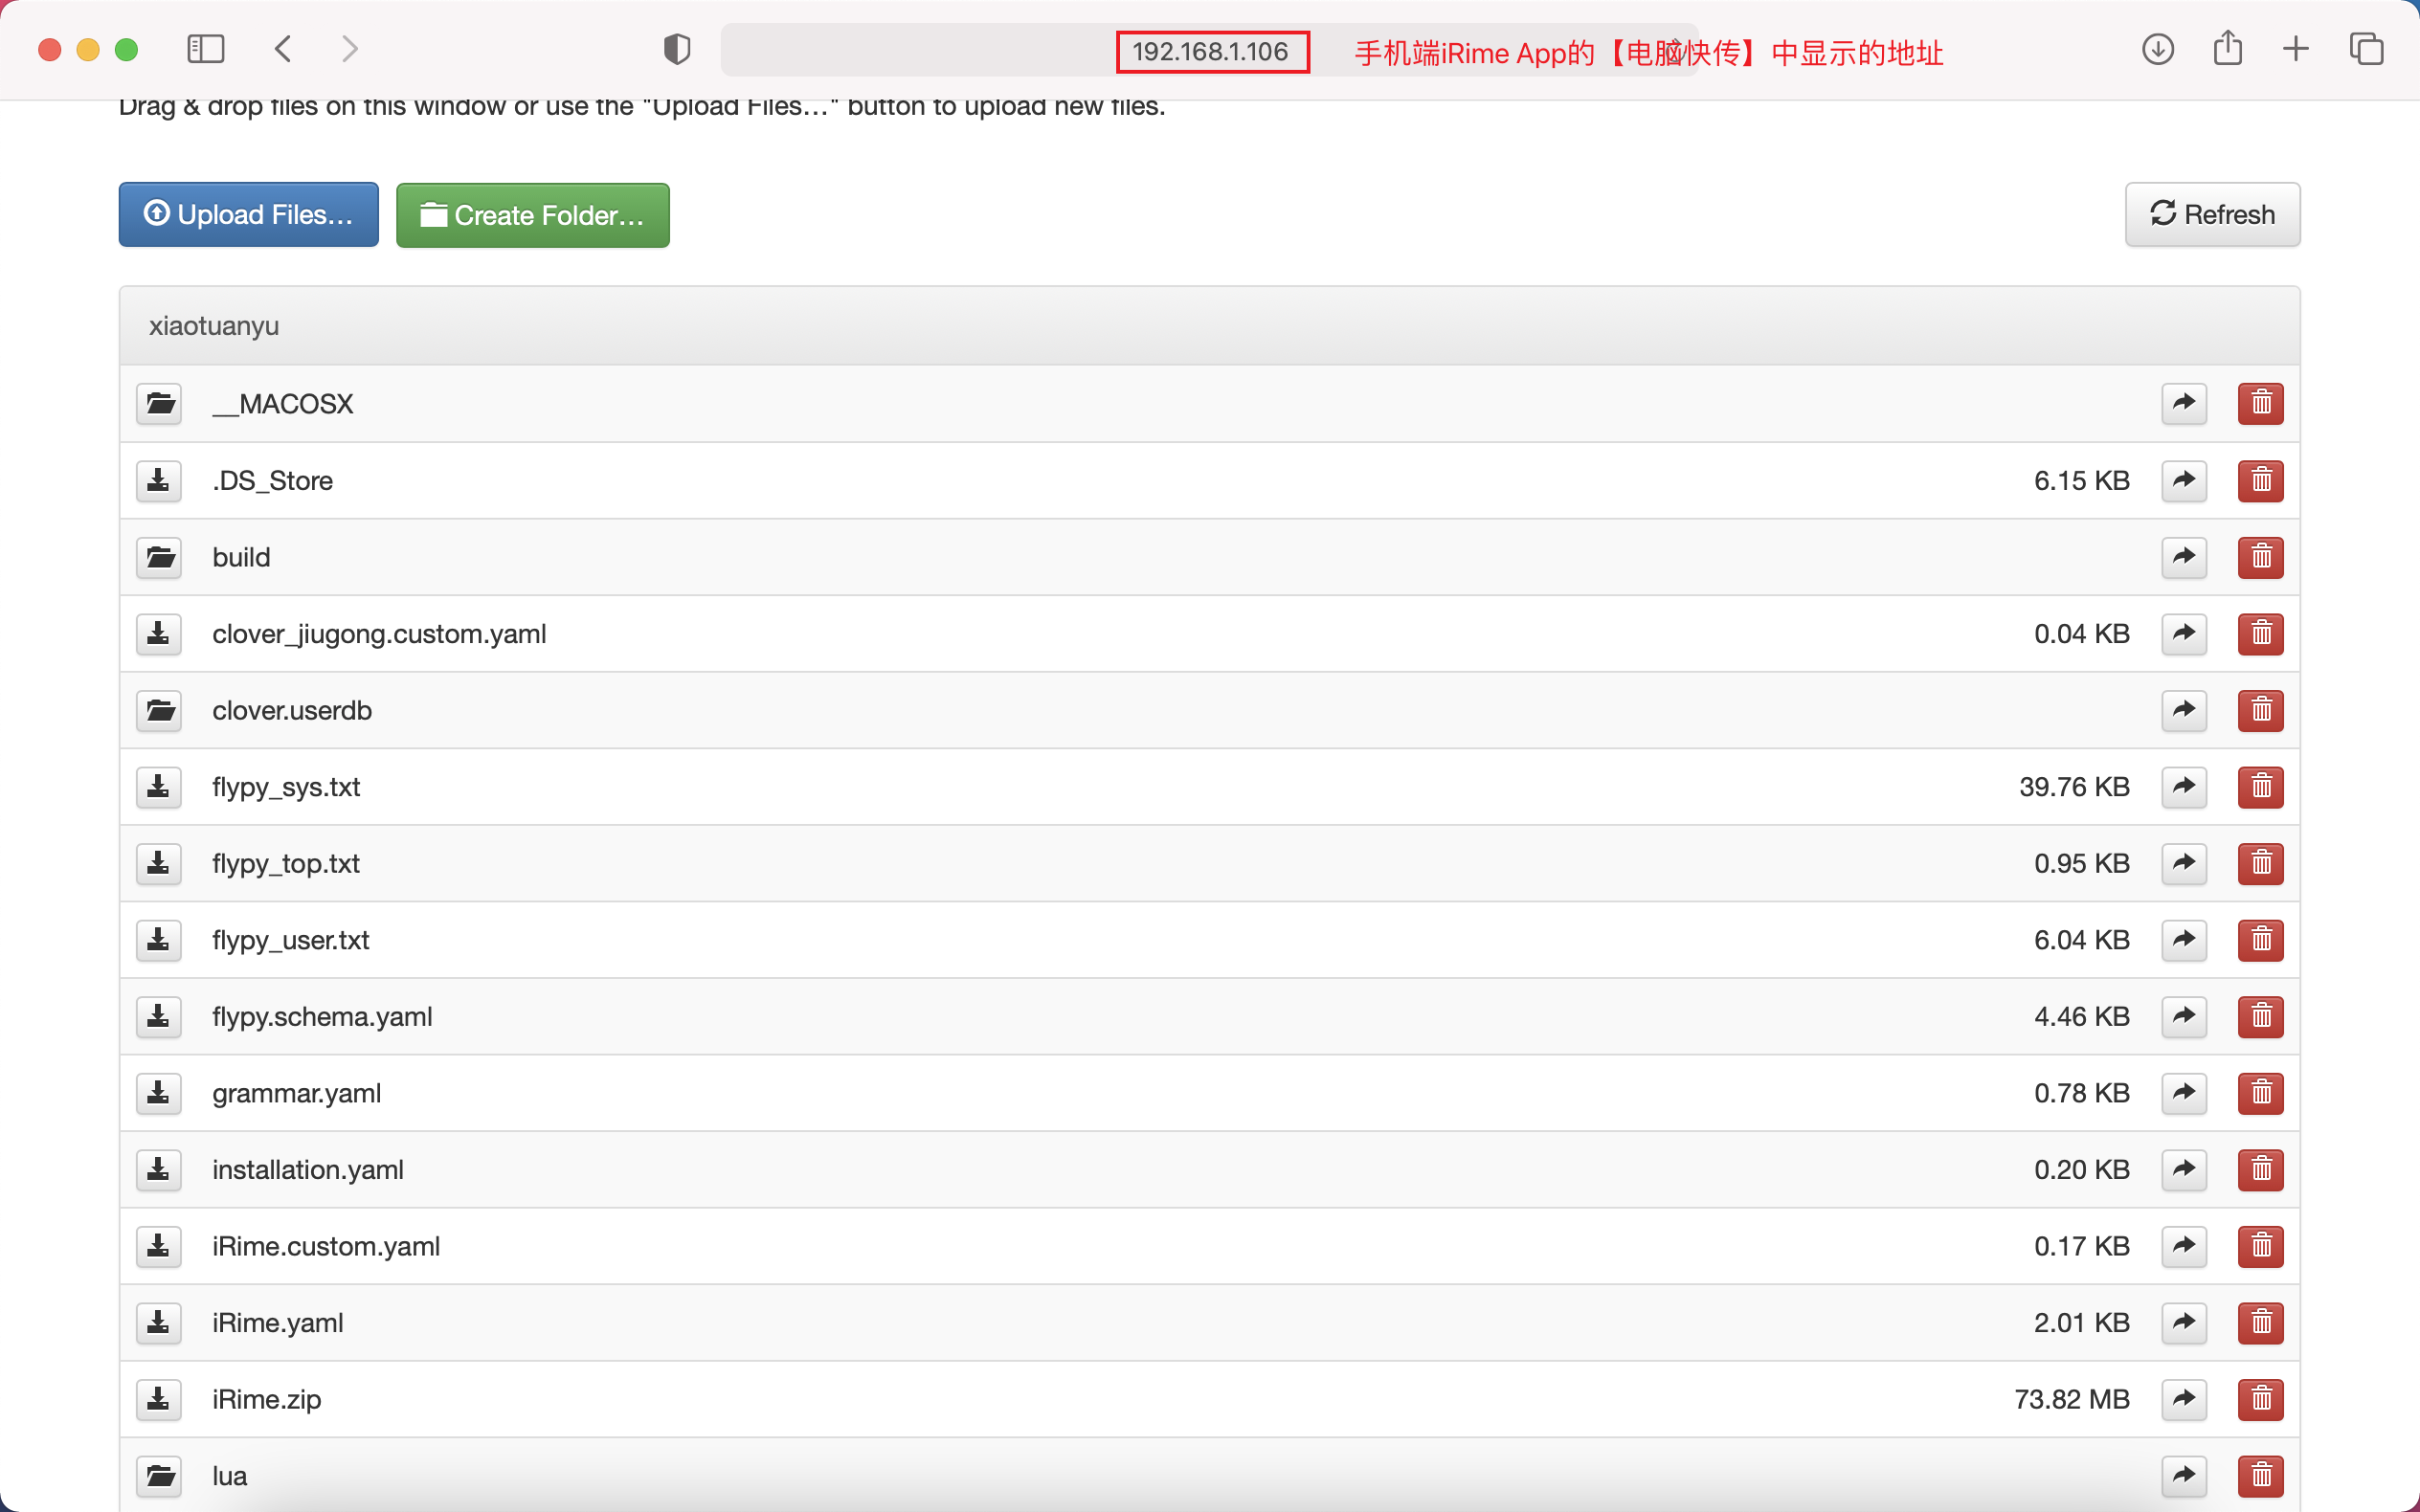 192.168.1.106 手机端iRime App的【电脑快传】中显示的地址
Drag & drop files on this window or use the "Upload Files…" button to upload new files.
Upload Files…
Create Folder…
Refresh
xiaotuanyu
__MACOSX
.DS_Store 6.15 KB
build
clover_jiugong.custom.yaml 0.04 KB
clover.userdb
flypy_sys.txt 39.76 KB
flypy_top.txt 0.95 KB
flypy_user.txt 6.04 KB
flypy.schema.yaml 4.46 KB
grammar.yaml 0.78 KB
installation.yaml 0.20 KB
iRime.custom.yaml 0.17 KB
iRime.yaml 2.01 KB
iRime.zip 73.82 MB
lua